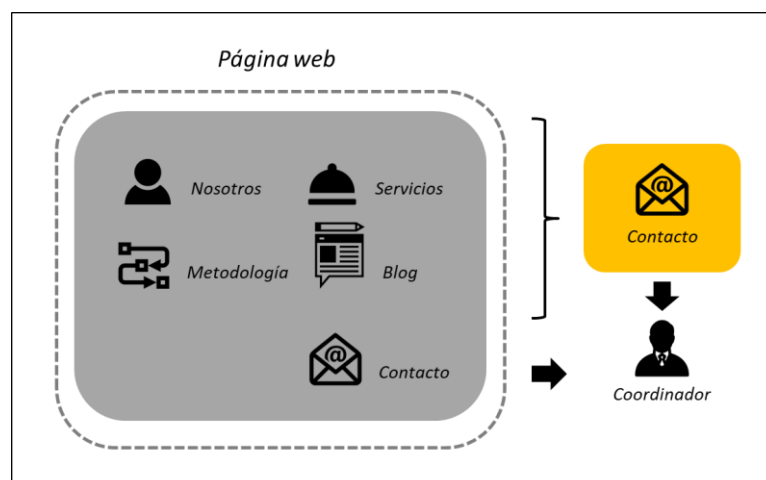 Página web
Nosotros
Servicios
Metodología
Blog
Contacto
Contacto
Coordinador